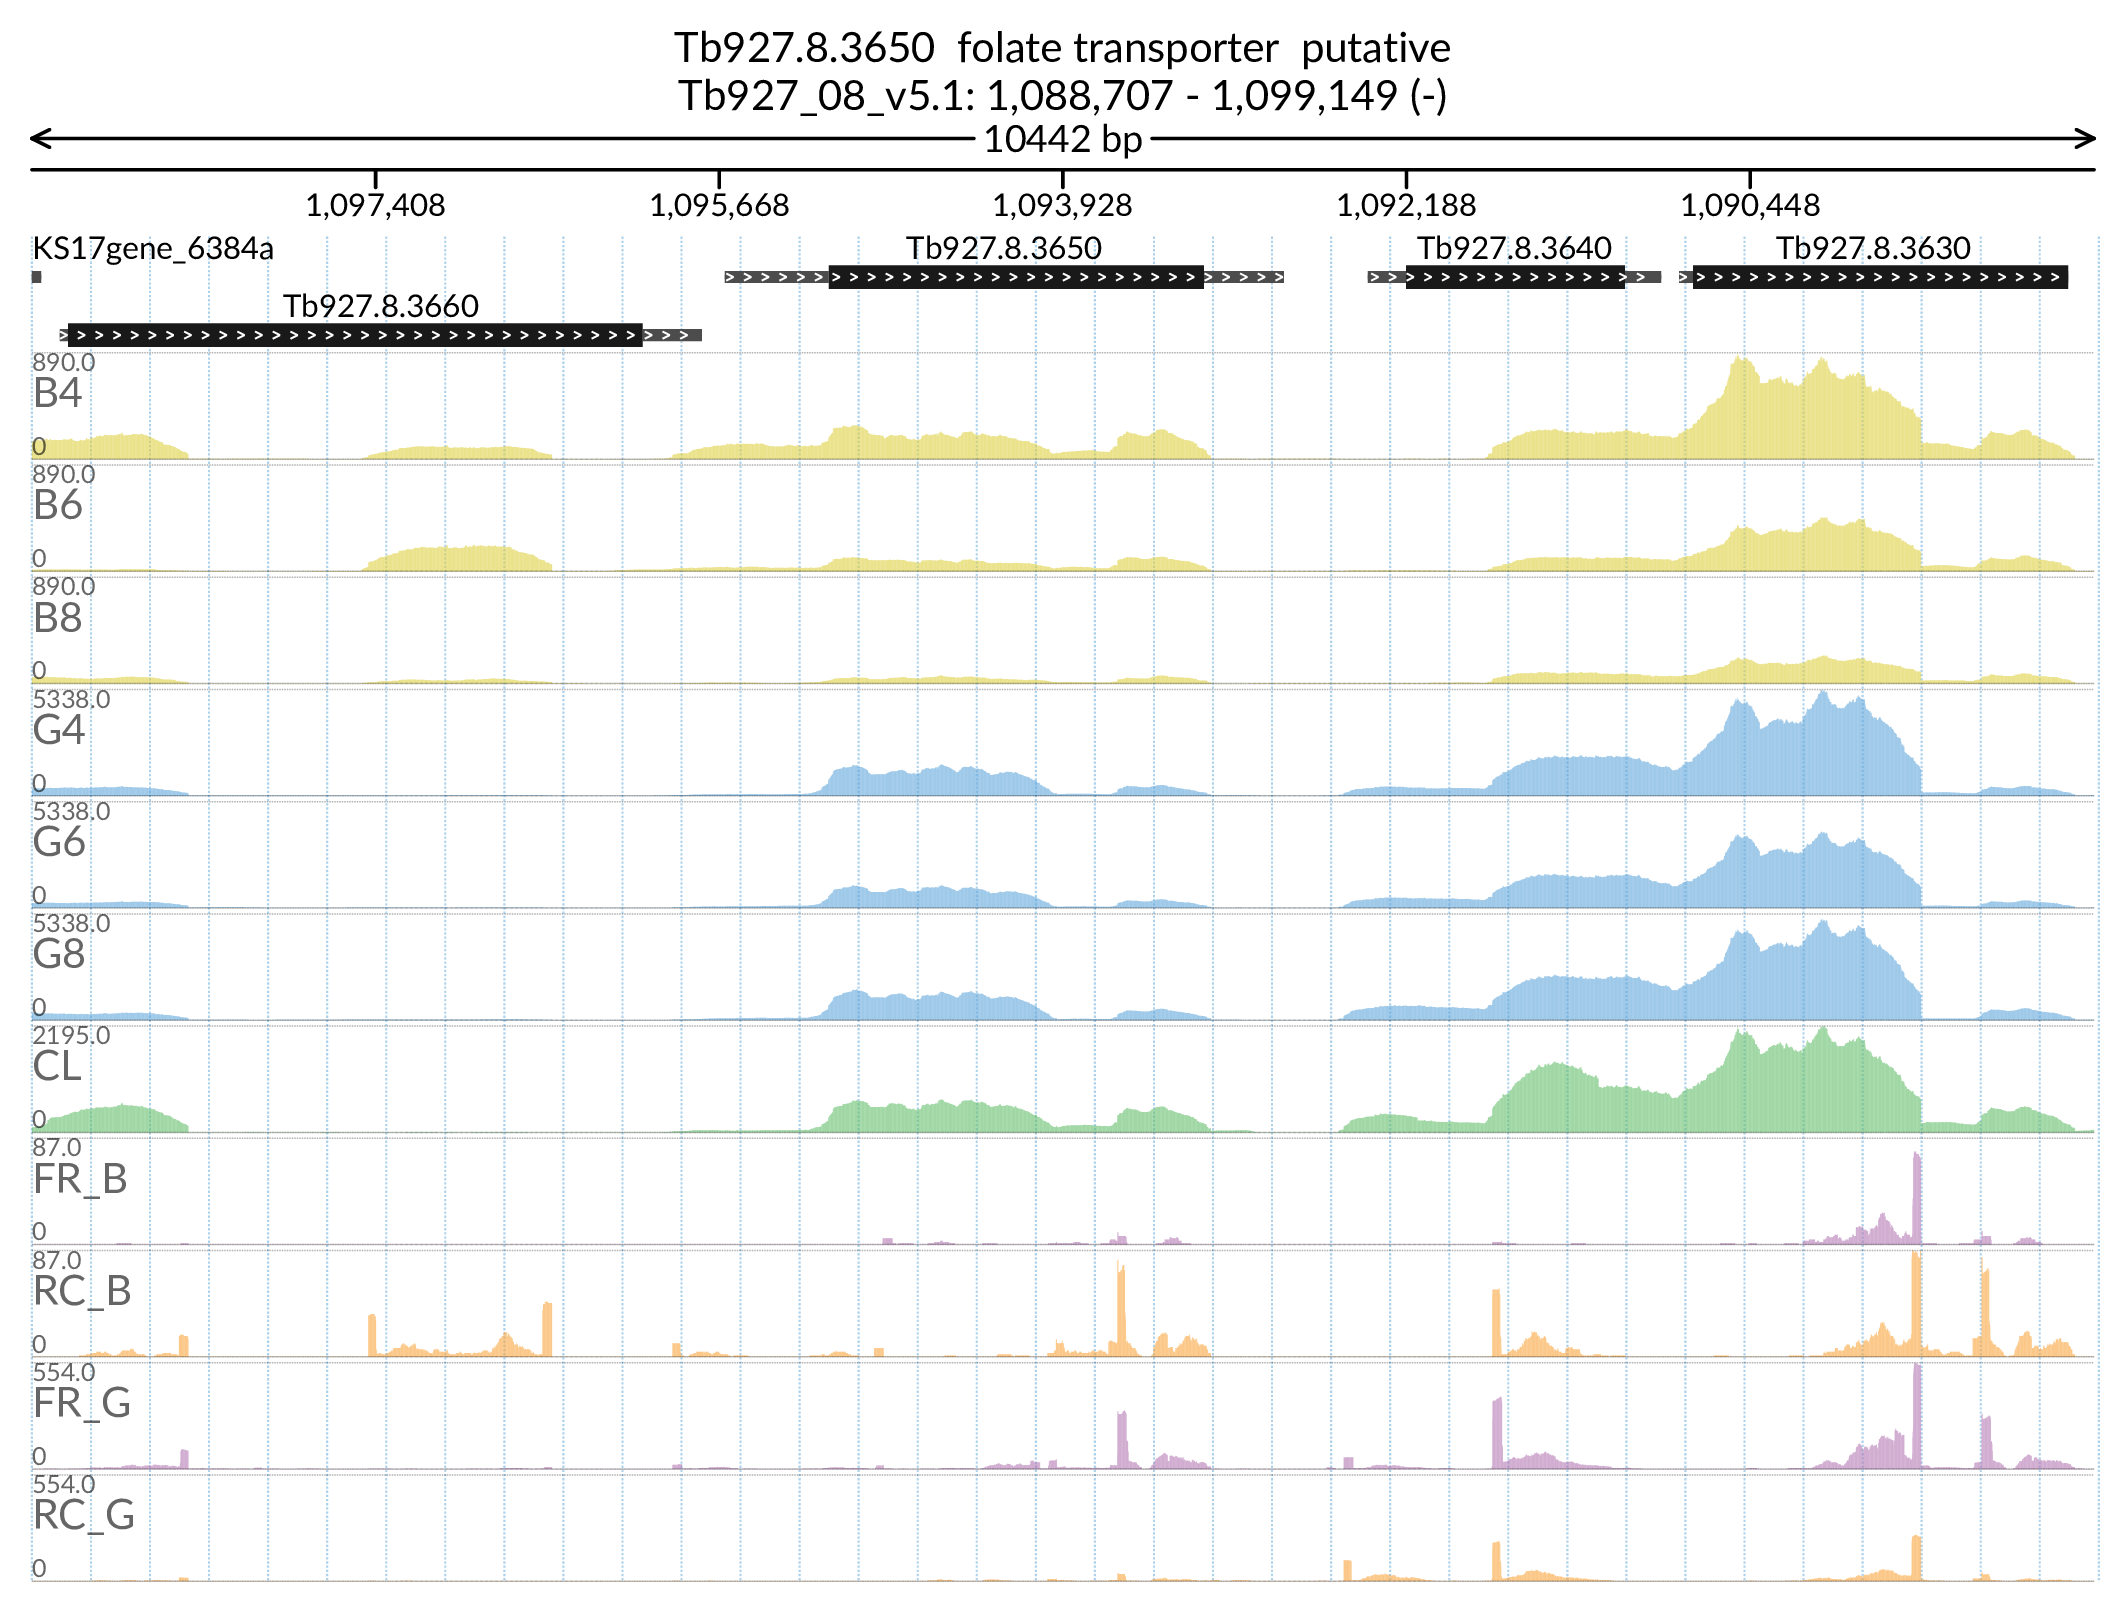 Tb927.8.3650  folate transporter  putative
Tb927_08_v5.1: 1,088,707 - 1,099,149 (-)
10442 bp
1,097,408 1,095,668 1,093,928 1,092,188 1,090,448
KS17gene_6384a Tb927.8.3650 Tb927.8.3640 Tb927.8.3630
Tb927.8.3660
890.0
B4
0
890.0
B6
0
890.0
B8
0
5338.0
G4
0
5338.0
G6
0
5338.0
G8
0
2195.0
CL
0
87.0
FR_B
0
87.0
RC_B
0
554.0
FR_G
0
554.0
RC_G
0